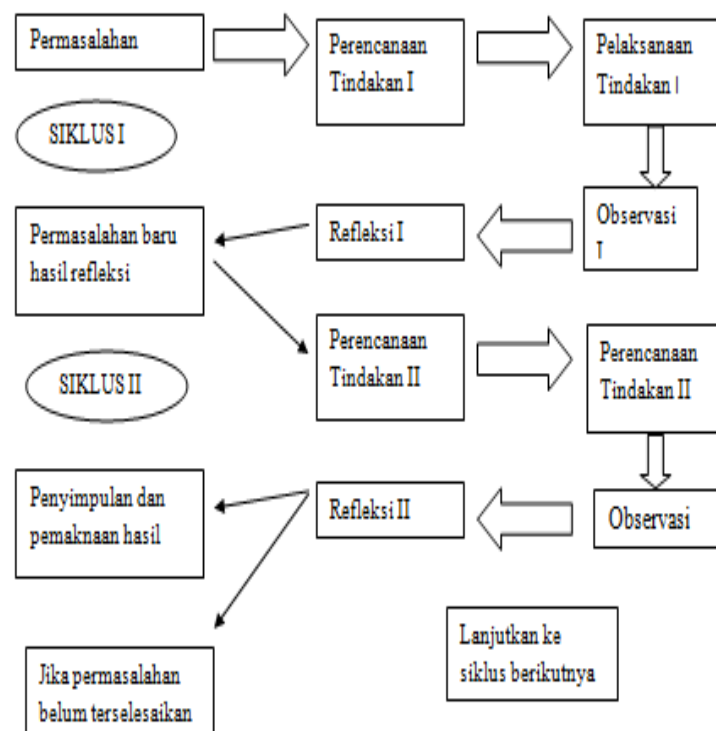 Permasalahan
Perencanaan
Tindakan I
Pelaksanaan
Tindakan I
SIKLUS I
Permasalahan baru
hasil refleksi
Refleksi I
Observasi
I
SIKLUS II
Perencanaan
Tindakan II
Perencanaan
Tindakan II
Penyimpulan dan
pemaknaan hasil
Refleksi II
Observasi
Jika permasalahan
belum terselesaikan
Lanjutkan ke
siklus berikutnya